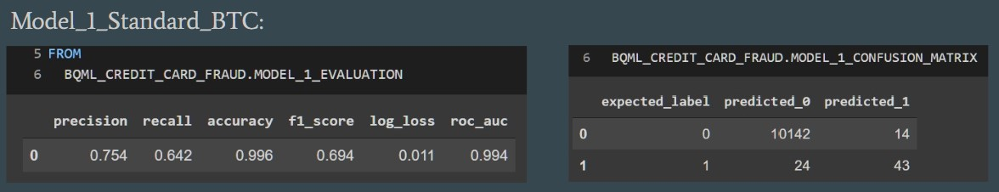 Model_1_Standard_BTC:
5 FROM
6 BQML_CREDIT_CARD_FRAUD.MODEL_1_EVALUATION
precision recall accuracy f1_score log_loss roc_auc
0 0.754 0.642 0.996 0.694 0.011 0.994
6 BQML_CREDIT_CARD_FRAUD.MODEL_1_CONFUSION_MATRIX
expected_label predicted_0 predicted_1
0 0 10142 14
1 1 24 43